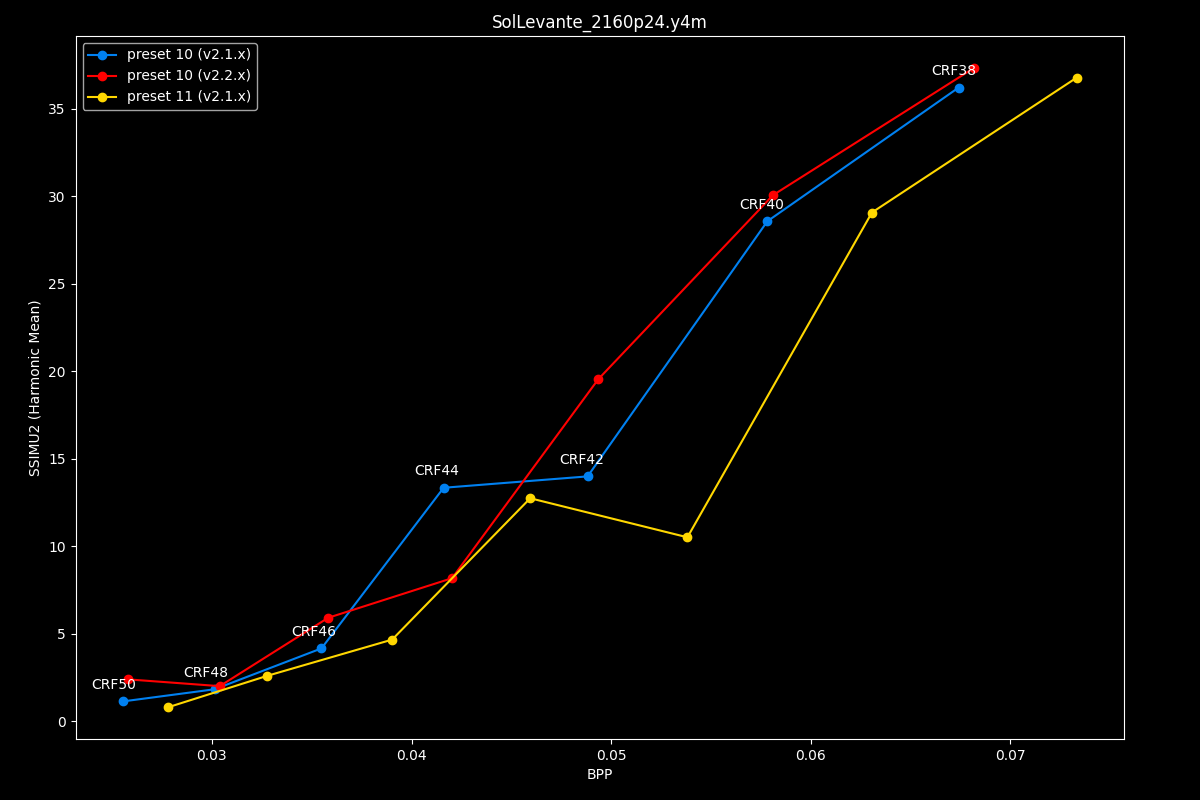 SolLevante_2160p24.y4m
preset 10 (v2.1.x)
preset 10 (v2.2.x)
preset 11 (v2.1.x)
CRF38
CRF40
CRF42
CRF44
CRF46
CRF48
CRF50
35
30
25
20
15
10
5
0
SSIMU2 (Harmonic Mean)
0.03 0.04 0.05 0.06 0.07
BPP